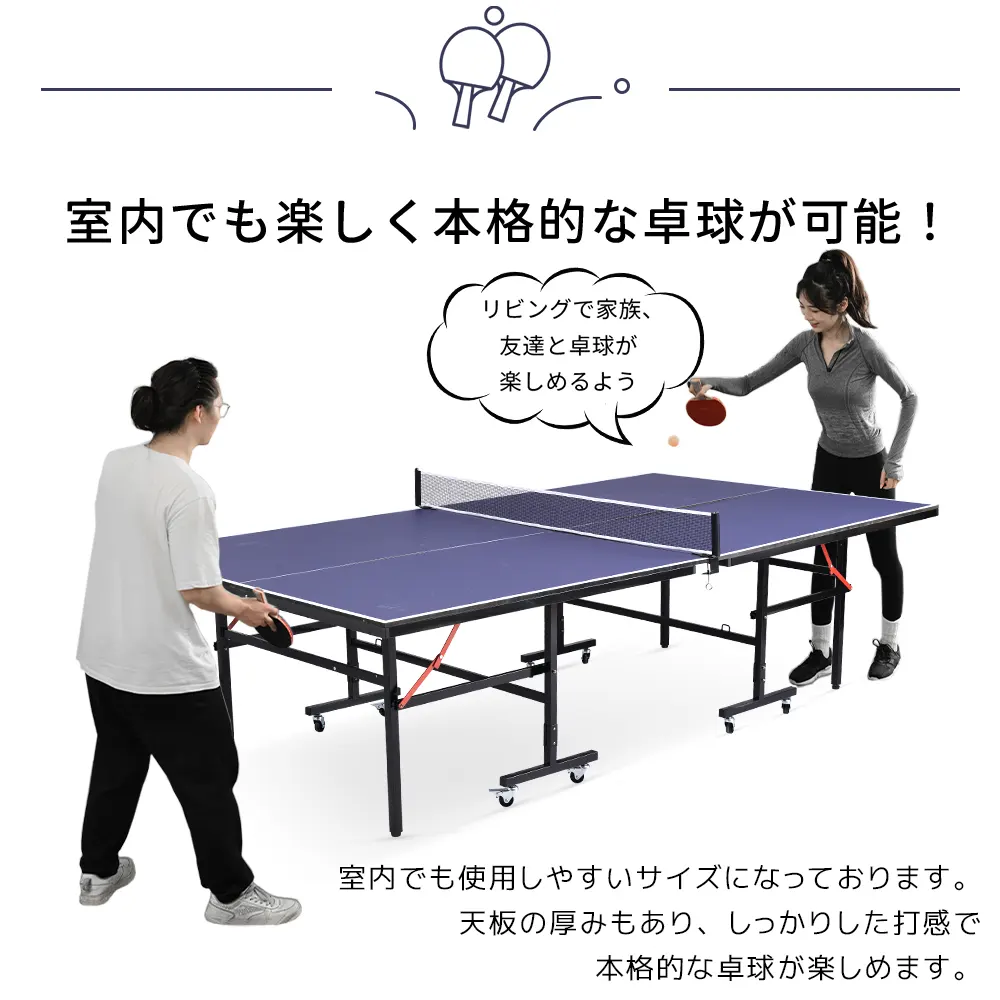 室内でも楽しく本格的な卓球が可能！
リビングで家族、
友達と卓球が
楽しめるよう
室内でも使用しやすいサイズになっております。
天板の厚みもあり、しっかりした打感で
本格的な卓球が楽しめます。